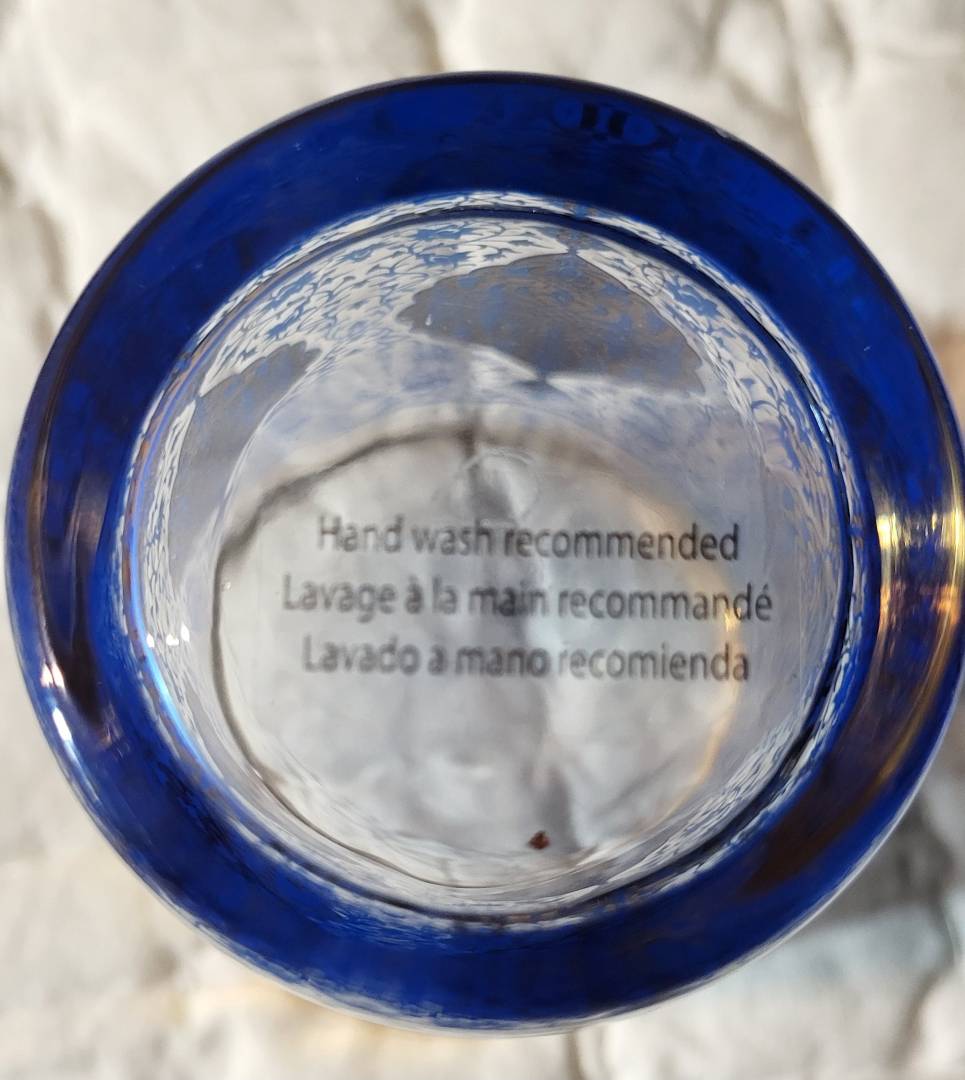 Hand wash recommended
Lavage à la main recommandé
Lavado a mano recomienda